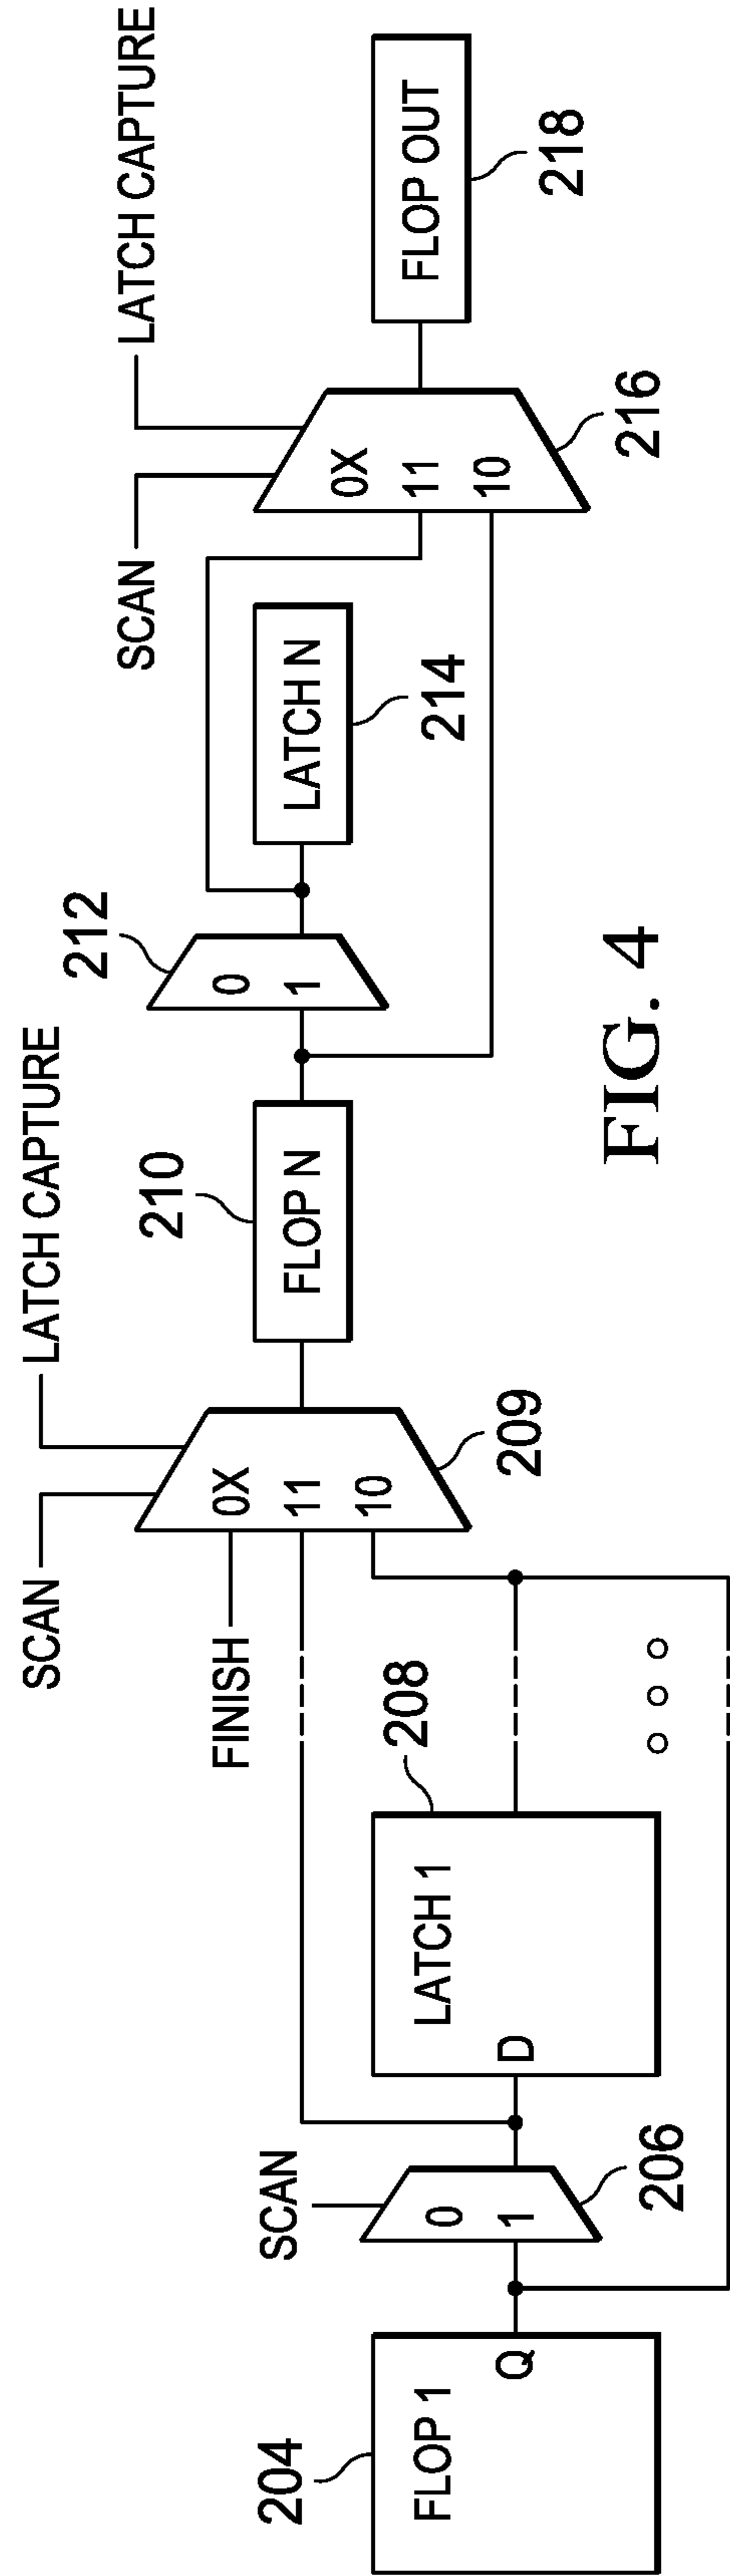 SCAN
LATCH CAPTURE
SCAN
LATCH CAPTURE
204
FLOP 1
Q
SCAN
0
1
206
D
LATCH 1
208
FINISH
0X
11
10
209
210
FLOP N
212
0
1
LATCH N
214
0X
11
10
216
FLOP OUT
218
FIG. 4